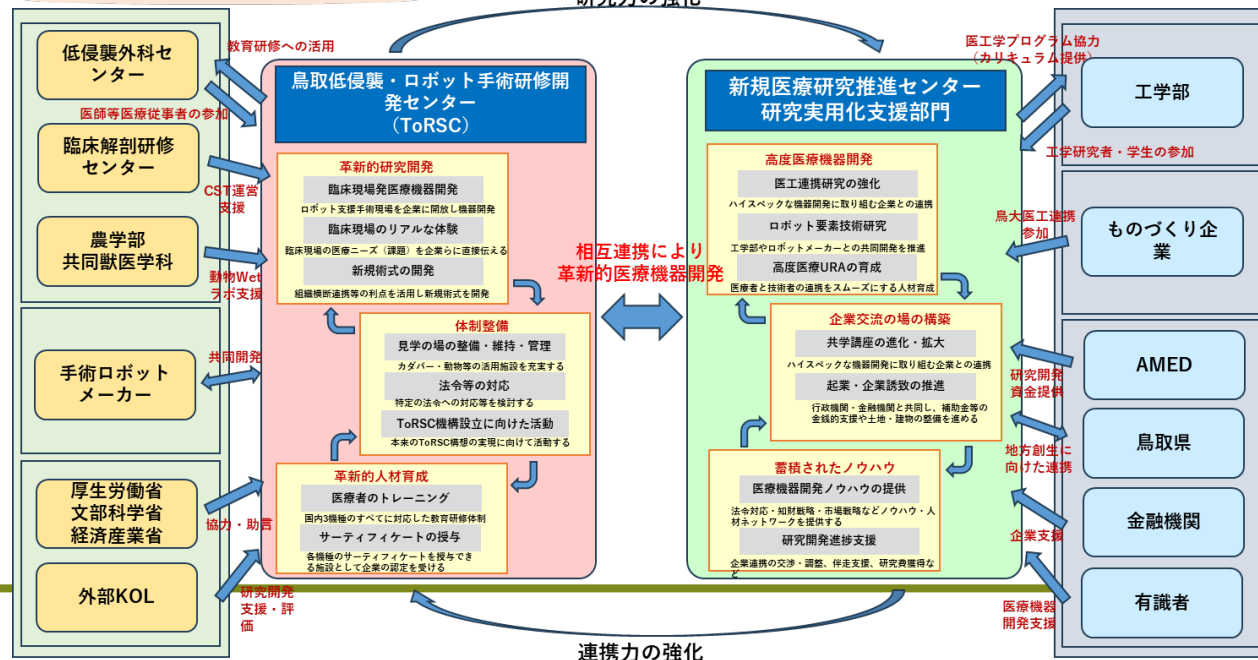 研究力の強化
低侵襲外科セ
ンター
教育研修への活用
医師等医療従事者の参加
臨床解剖研修
センター
CST運営
支援
農学部
共同獣医学科
動物Wet
ラボ支援
手術ロボット
メーカー
共同開発
厚生労働省
文部科学省
経済産業省
協力・助言
外部KOL
研究開発
支援・評
価
鳥取低侵襲・ロボット手術研修開
発センター
（ToRSC）
革新的研究開発
臨床現場発医療機器開発
ロボット支援手術現場を企業に開放し機器開発
臨床現場のリアルな体験
臨床現場の医療ニーズ（課題）を企業らに直接伝える
新規術式の開発
組織横断連携等の利点を活用し新規術式を開発
体制整備
見学の場の整備・維持・管理
カダバー・動物等の活用施設を充実する
法令等の対応
特定の法令への対応等を検討する
ToRSC機構設立に向けた活動
本来のToRSC構想の実現に向けて活動する
革新的人材育成
医療者のトレーニング
国内3機種のすべてに対応した教育研修体制
サーティフィケートの授与
各機種のサーティフィケートを授与でき
る施設として企業の認定を受ける
相互連携により
革新的医療機器開発
新規医療研究推進センター
研究実用化支援部門
高度医療機器開発
医工連携研究の強化
ハイスペックな機器開発に取り組む企業との連携
ロボット要素技術研究
工学部やロボットメーカーとの共同開発を推進
高度医療URAの育成
医療者と技術者の連携をスムーズにする人材育成
企業交流の場の構築
共学講座の進化・拡大
ハイスペックな機器開発に取り組む企業との連携
起業・企業誘致の推進
行政機関・金融機関と共同し、補助金等の
金銭的支援や土地・建物の整備を進める
蓄積されたノウハウ
医療機器開発ノウハウの提供
法令対応・知財戦略・市場戦略などノウハウ・人
材ネットワークを提供する
研究開発進捗支援
企業連携の交渉・調整、伴走支援、研究費獲得な
ど
医工学プログラム協力
（カリキュラム提供）
工学部
工学研究者・学生の参加
鳥大医工連携
参加
ものづくり企
業
AMED
研究開発
資金提供
鳥取県
地方創生に
向けた連携
金融機関
企業支援
有識者
医療機器
開発支援
連携力の強化